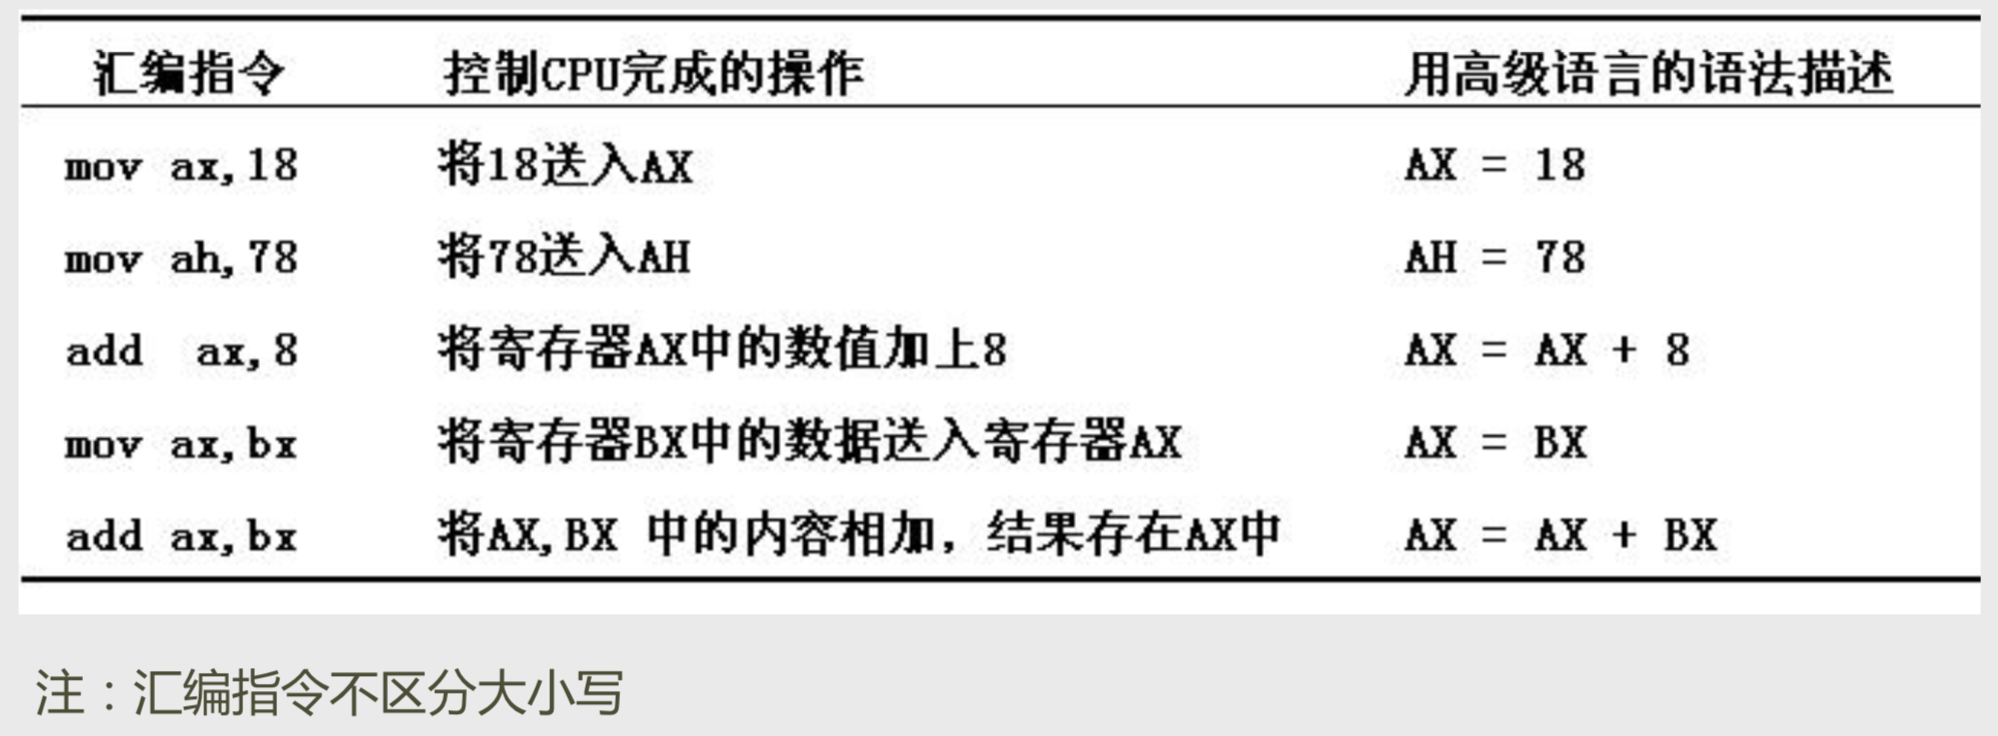 汇编指令 控制CPU完成的操作 用高级语言的语法描述
mov ax,18 将18送入AX AX = 18
mov ah,78 将78送入AH AH = 78
add ax,8 将寄存器AX中的数值加上8 AX = AX + 8
mov ax,bx 将寄存器BX中的数据送入寄存器AX AX = BX
add ax,bx 将AX,BX 中的内容相加，结果存在AX中 AX = AX + BX
注：汇编指令不区分大小写